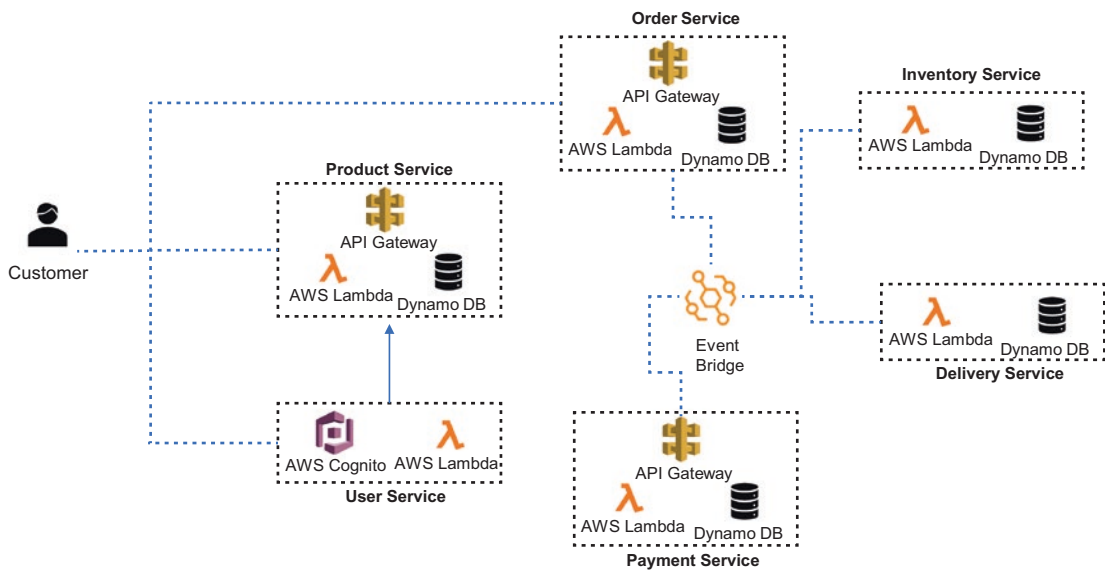 Order Service
API Gateway
AWS Lambda
Dynamo DB
Inventory Service
AWS Lambda
Dynamo DB
Product Service
API Gateway
AWS Lambda
Dynamo DB
Customer
Event
Bridge
AWS Lambda
Dynamo DB
Delivery Service
AWS Cognito
AWS Lambda
User Service
API Gateway
AWS Lambda
Dynamo DB
Payment Service